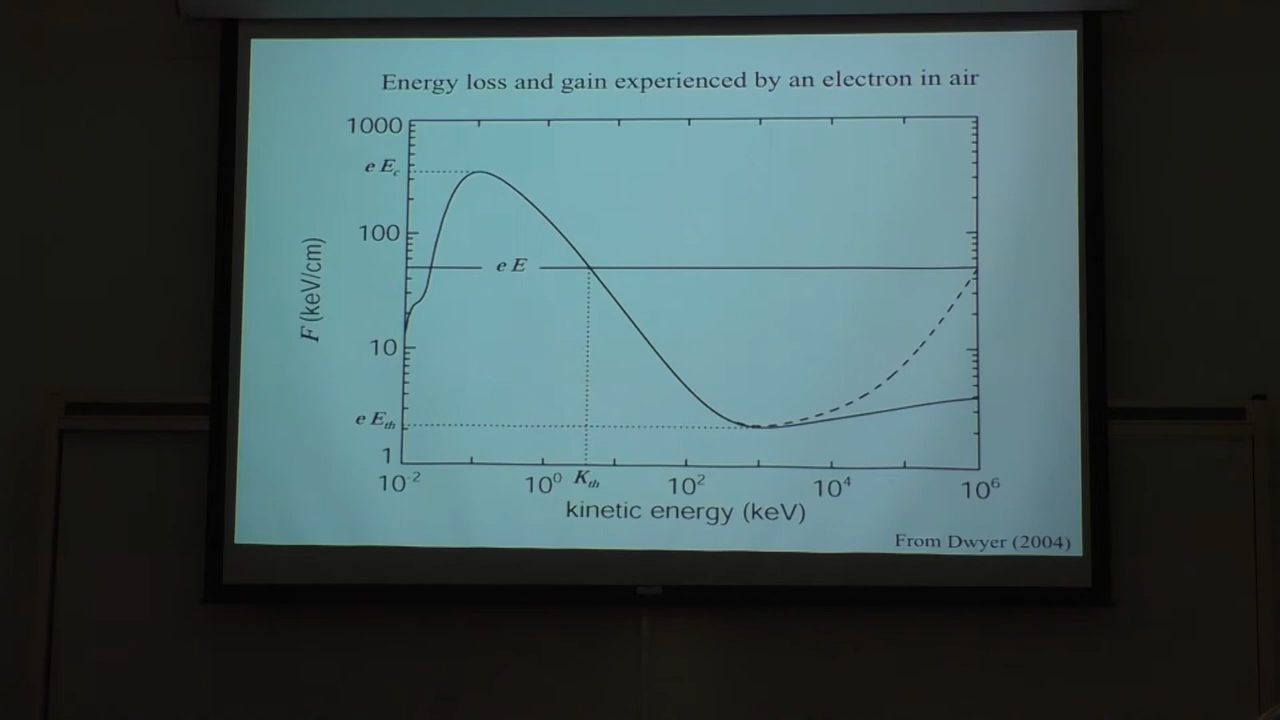 Energy loss and gain experienced by an electron in air
1000
e E_c
100
e E
F (keV/cm)
10
e E_th
1
10^-2
10^0
K_th
10^2
10^4
10^6
kinetic energy (keV)
From Dwyer (2004)